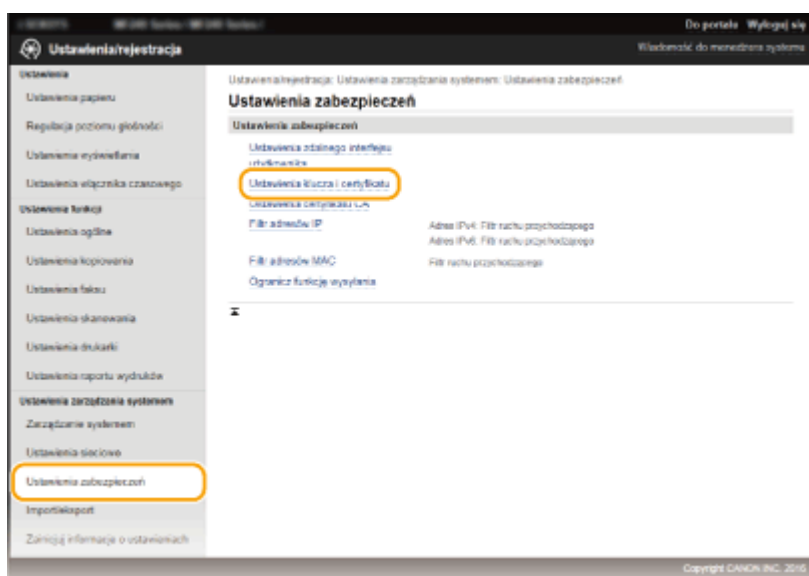 Do portalu Wyloguj się
Ustawienia/rejestracja
Wiadomość do menedżera systemu
Ustawienia
Ustawienia papieru
Regulacja poziomu głośności
Ustawienia wyświetlania
Ustawienia włącznika czasowego
Ustawienia funkcji
Ustawienia ogólne
Ustawienia kopiowania
Ustawienia faksu
Ustawienia skanowania
Ustawienia drukarki
Ustawienia raportu wydruków
Ustawienia zarządzania systemem
Zarządzanie systemem
Ustawienia sieciowe
Ustawienia zabezpieczeń
Import/eksport
Zainicjuj informacje o ustawieniach
Ustawienia/rejestracja: Ustawienia zarządzania systemem: Ustawienia zabezpieczeń
Ustawienia zabezpieczeń
Ustawienia zabezpieczeń
Ustawienia zdalnego interfejsu
użytkownika
Ustawienia klucza i certyfikatu
Ustawienia certyfikatu CA
Filtr adresów IP
Adres IPv4: Filtr ruchu przychodzącego
Adres IPv6: Filtr ruchu przychodzącego
Filtr adresów MAC
Filtr ruchu przychodzącego
Ogranicz funkcję wysyłania
Copyright CANON INC. 2016